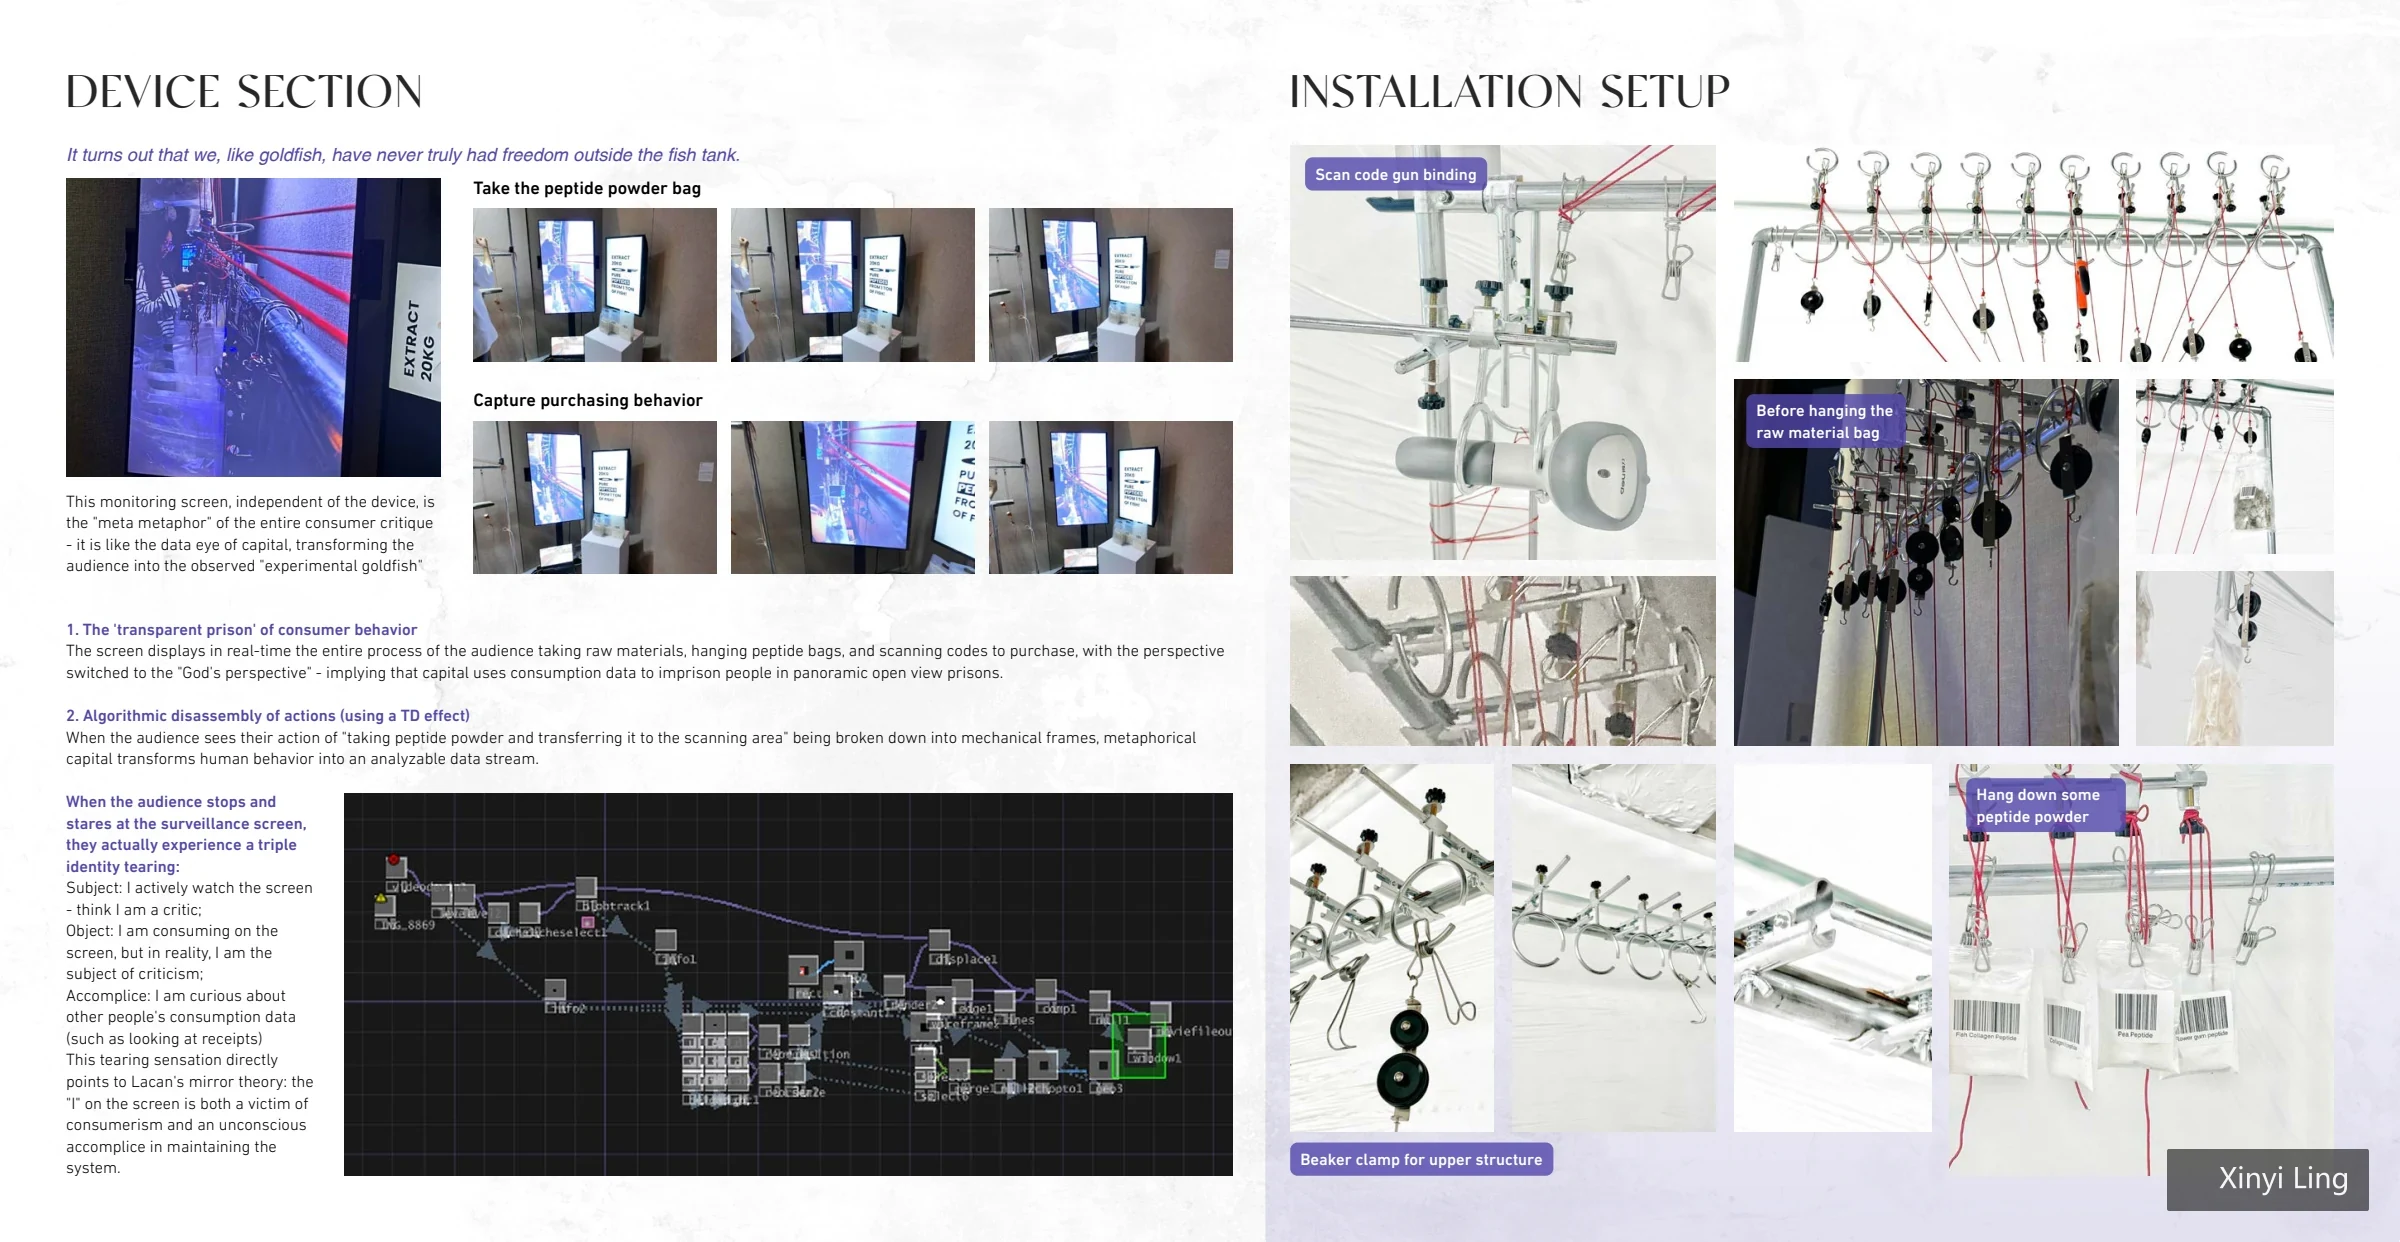 DEVICE SECTION
It turns out that we, like goldfish, have never truly had freedom outside the fish tank.
EXTRACT
20KG
Take the peptide powder bag
Capture purchasing behavior
This monitoring screen, independent of the device, is
the "meta metaphor" of the entire consumer critique
- it is like the data eye of capital, transforming the
audience into the observed "experimental goldfish"
1. The 'transparent prison' of consumer behavior
The screen displays in real-time the entire process of the audience taking raw materials, hanging peptide bags, and scanning codes to purchase, with the perspective
switched to the "God's perspective" - implying that capital uses consumption data to imprison people in panoramic open view prisons.
2. Algorithmic disassembly of actions (using a TD effect)
When the audience sees their action of "taking peptide powder and transferring it to the scanning area" being broken down into mechanical frames, metaphorical
capital transforms human behavior into an analyzable data stream.
When the audience stops and
stares at the surveillance screen,
they actually experience a triple
identity tearing:
Subject: I actively watch the screen
- think I am a critic;
Object: I am consuming on the
screen, but in reality, I am the
subject of criticism;
Accomplice: I am curious about
other people's consumption data
(such as looking at receipts)
This tearing sensation directly
points to Lacan's mirror theory: the
"I" on the screen is both a victim of
consumerism and an unconscious
accomplice in maintaining the
system.
blobtrack1
info1
displace1
info2
window1
INSTALLATION SETUP
Scan code gun binding
Before hanging the
raw material bag
Hang down some
peptide powder
Fish Collagen Peptide
Pea Peptide
Beaker clamp for upper structure
Xinyi Ling